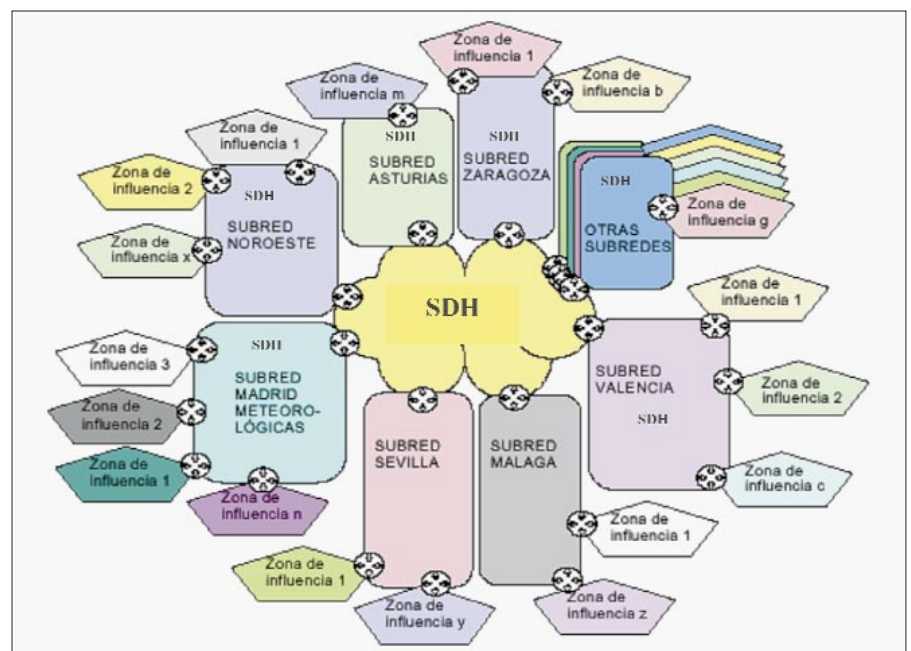 Zona de
influencia 1
Zona de
influencia b
Zona de
influencia m
SDH
SUBRED
ASTURIAS
SDH
SUBRED
ZARAGOZA
SDH
OTRAS
SUBREDES
Zona de
influencia g
Zona de
influencia 1
Zona de
influencia 2
Zona de
influencia x
SDH
SUBRED
NOROESTE
SDH
Zona de
influencia 1
SUBRED
VALENCIA
SDH
Zona de
influencia 2
Zona de
influencia c
Zona de
influencia 3
Zona de
influencia 2
Zona de
influencia 1
Zona de
influencia n
SDH
SUBRED
MADRID
METEORO-
LÓGICAS
SUBRED
SEVILLA
SUBRED
MALAGA
Zona de
influencia 1
Zona de
influencia y
Zona de
influencia 1
Zona de
influencia z